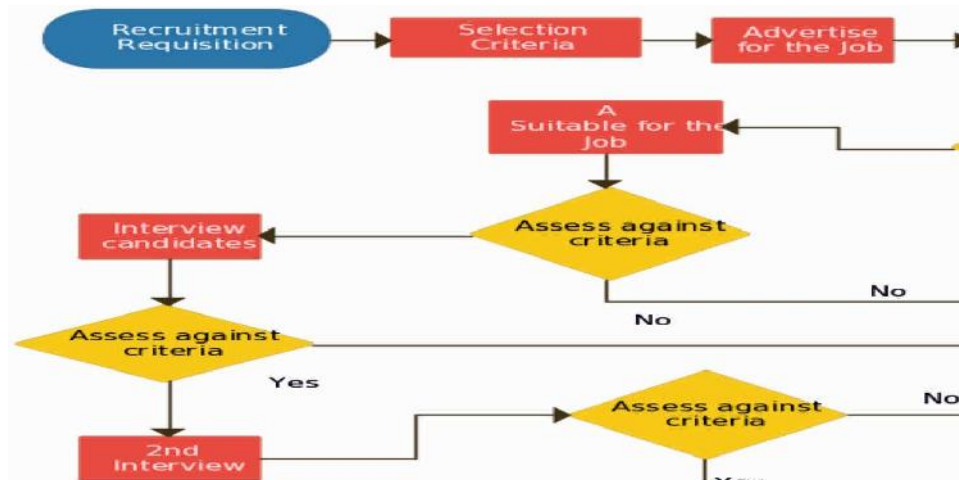 Recruitment
Requisition
Selection
Criteria
Advertise
for the Job
A
Suitable for the
Job
Assess against
criteria
Interview
candidates
No
No
Assess against
criteria
Yes
Assess against
criteria
No
2nd
Interview